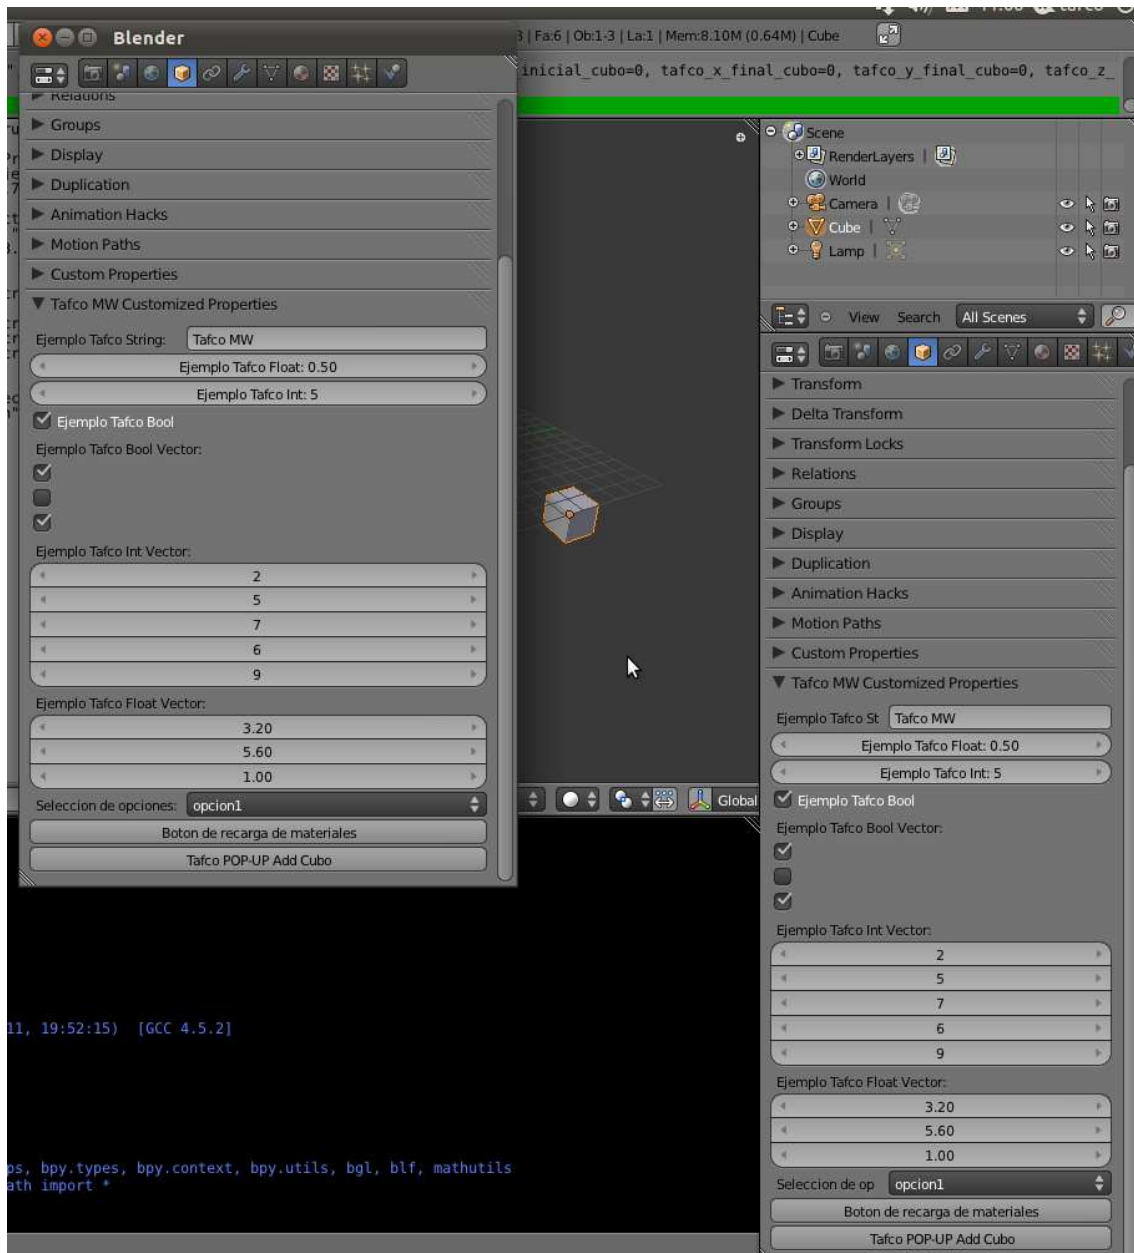 Blender
Fa:6 | Ob:1-3 | La:1 | Mem:8.10M (0.64M) | Cube
inicial_cubo=0, tafco_x_final_cubo=0, tafco_y_final_cubo=0, tafco_z_
Relations
Groups
Display
Duplication
Animation Hacks
Motion Paths
Custom Properties
Tafco MW Customized Properties
Ejemplo Tafco String: Tafco MW
Ejemplo Tafco Float: 0.50
Ejemplo Tafco Int: 5
Ejemplo Tafco Bool
Ejemplo Tafco Bool Vector:
Ejemplo Tafco Int Vector:
2
5
7
6
9
Ejemplo Tafco Float Vector:
3.20
5.60
1.00
Seleccion de opciones: opcion1
Boton de recarga de materiales
Tafco POP-UP Add Cubo
Global
11, 19:52:15) [GCC 4.5.2]
ps, bpy.types, bpy.context, bpy.utils, bgl, blf, mathutils
ath import *
Scene
RenderLayers |
World
Camera |
Cube |
Lamp |
View Search All Scenes
Transform
Delta Transform
Transform Locks
Relations
Groups
Display
Duplication
Animation Hacks
Motion Paths
Custom Properties
Tafco MW Customized Properties
Ejemplo Tafco St Tafco MW
Ejemplo Tafco Float: 0.50
Ejemplo Tafco Int: 5
Ejemplo Tafco Bool
Ejemplo Tafco Bool Vector:
Ejemplo Tafco Int Vector:
2
5
7
6
9
Ejemplo Tafco Float Vector:
3.20
5.60
1.00
Seleccion de op opcion1
Boton de recarga de materiales
Tafco POP-UP Add Cubo